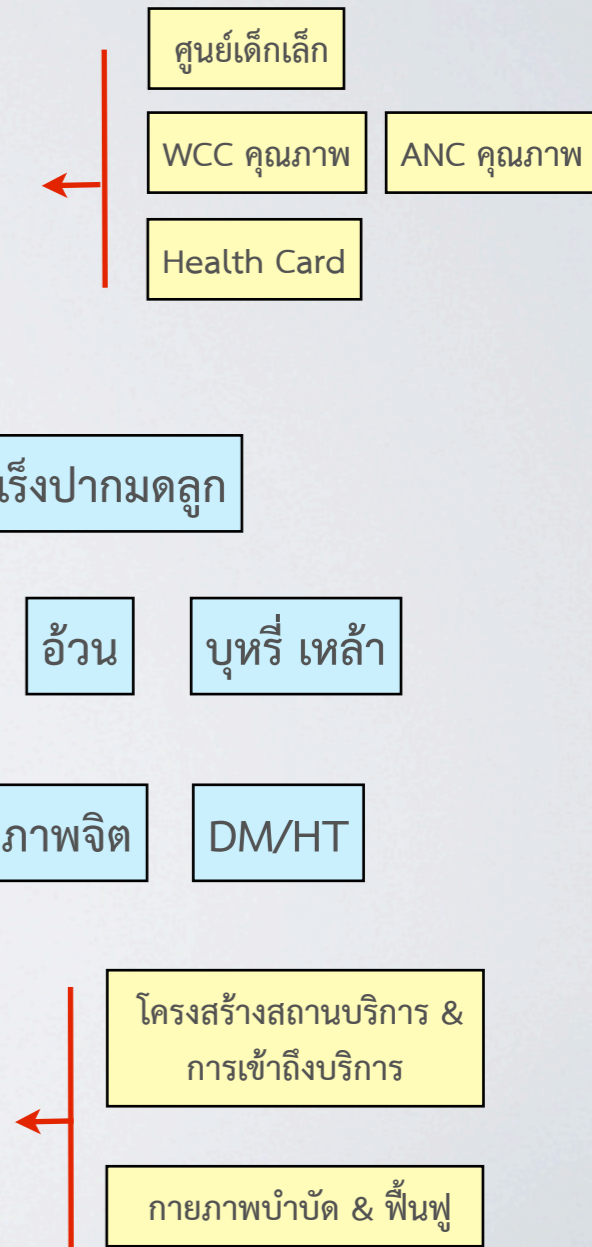 ศูนย์เด็กเล็ก
WCC คุณภาพ
ANC คุณภาพ
Health Card
เร็งปากมดลูก
อ้วน
บุหรี่ เหล้า
ภาพจิต
DM/HT
โครงสร้างสถานบริการ &
การเข้าถึงบริการ
กายภาพบำบัด & ฟื้นฟู